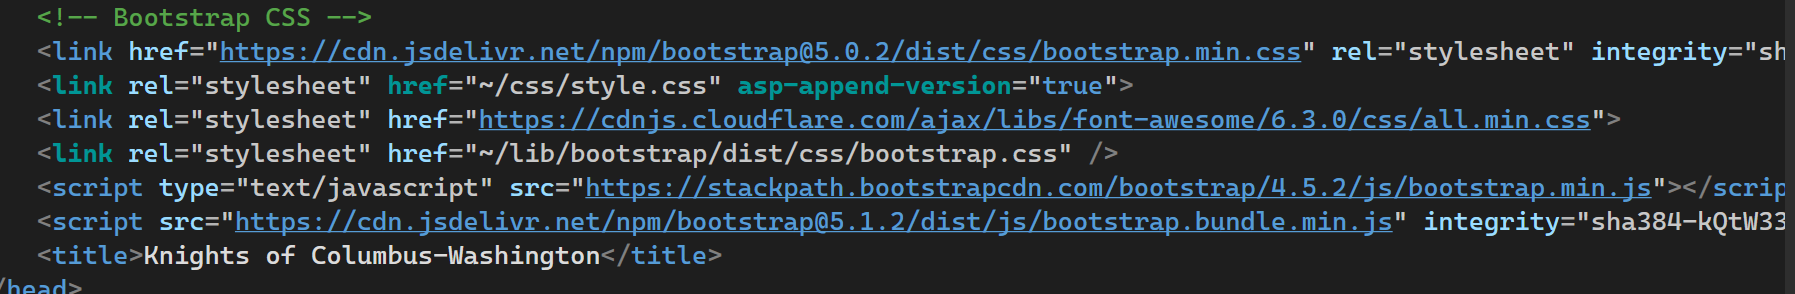 <!-- Bootstrap CSS -->
<link href="https://cdn.jsdelivr.net/npm/bootstrap@5.0.2/dist/css/bootstrap.min.css" rel="stylesheet" integrity="sh
<link rel="stylesheet" href="~/css/style.css" asp-append-version="true">
<link rel="stylesheet" href="https://cdnjs.cloudflare.com/ajax/libs/font-awesome/6.3.0/css/all.min.css">
<link rel="stylesheet" href="~/lib/bootstrap/dist/css/bootstrap.css" />
<script type="text/javascript" src="https://stackpath.bootstrapcdn.com/bootstrap/4.5.2/js/bootstrap.min.js"></scrip
<script src="https://cdn.jsdelivr.net/npm/bootstrap@5.1.2/dist/js/bootstrap.bundle.min.js" integrity="sha384-kQtW33
<title>Knights of Columbus-Washington</title>
/head>